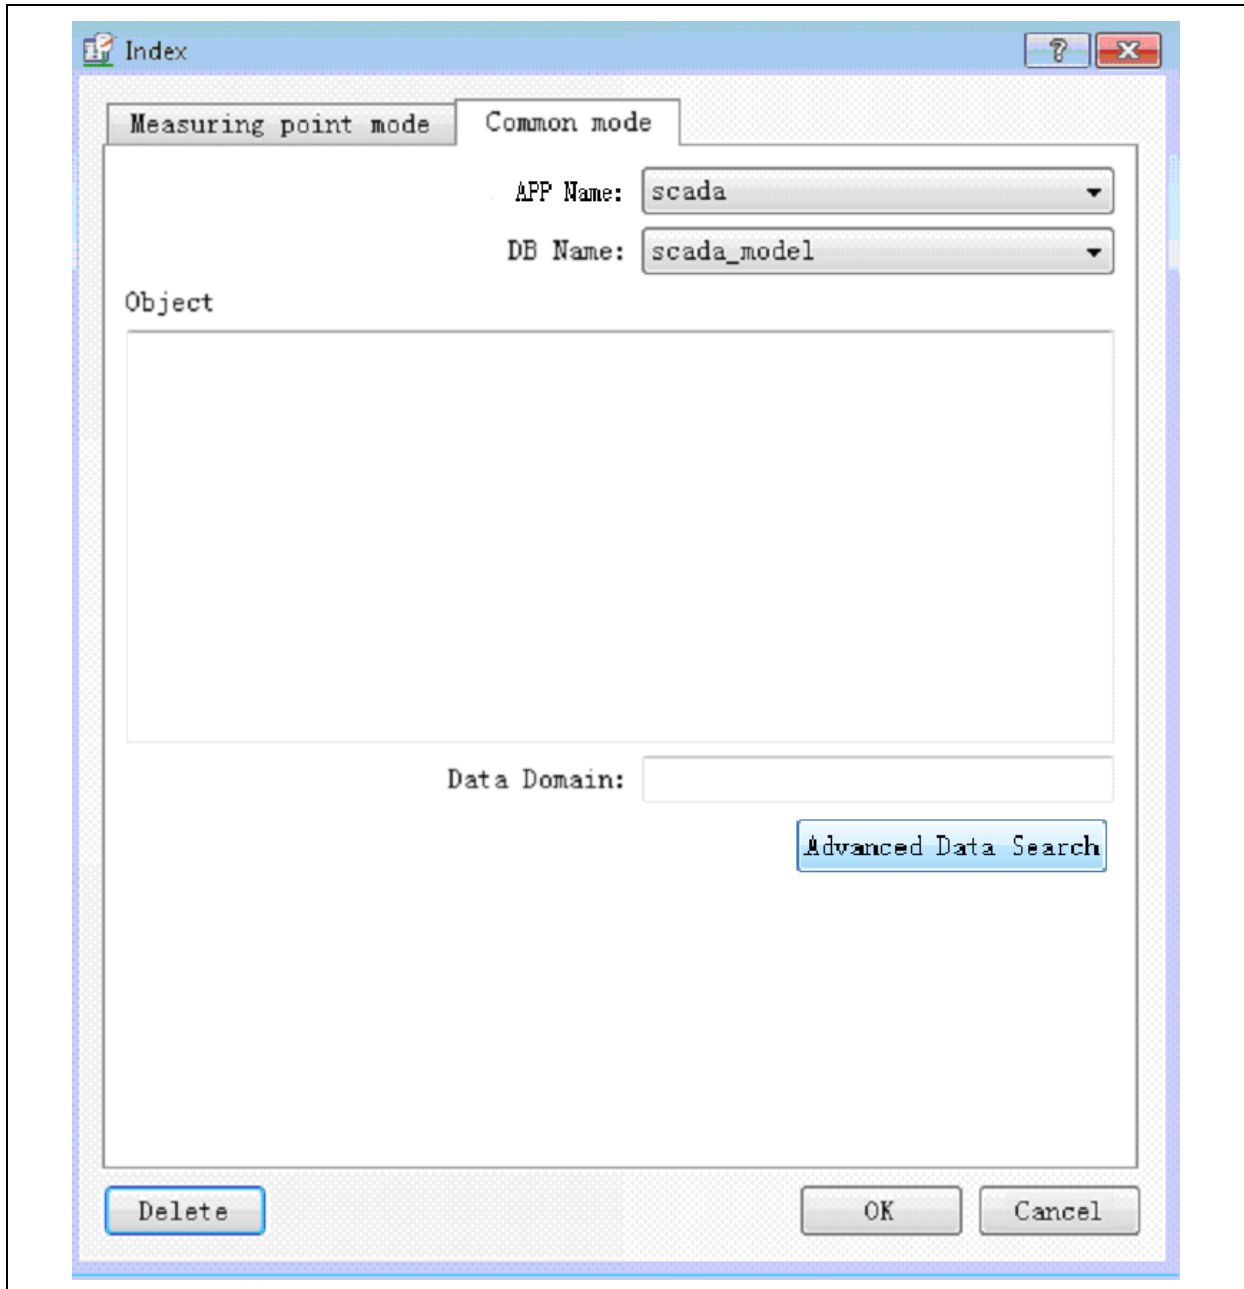 Index
Measuring point mode Common mode
APP Name: scada
DB Name: scada_model
Object
Data Domain:
Advanced Data Search
Delete OK Cancel